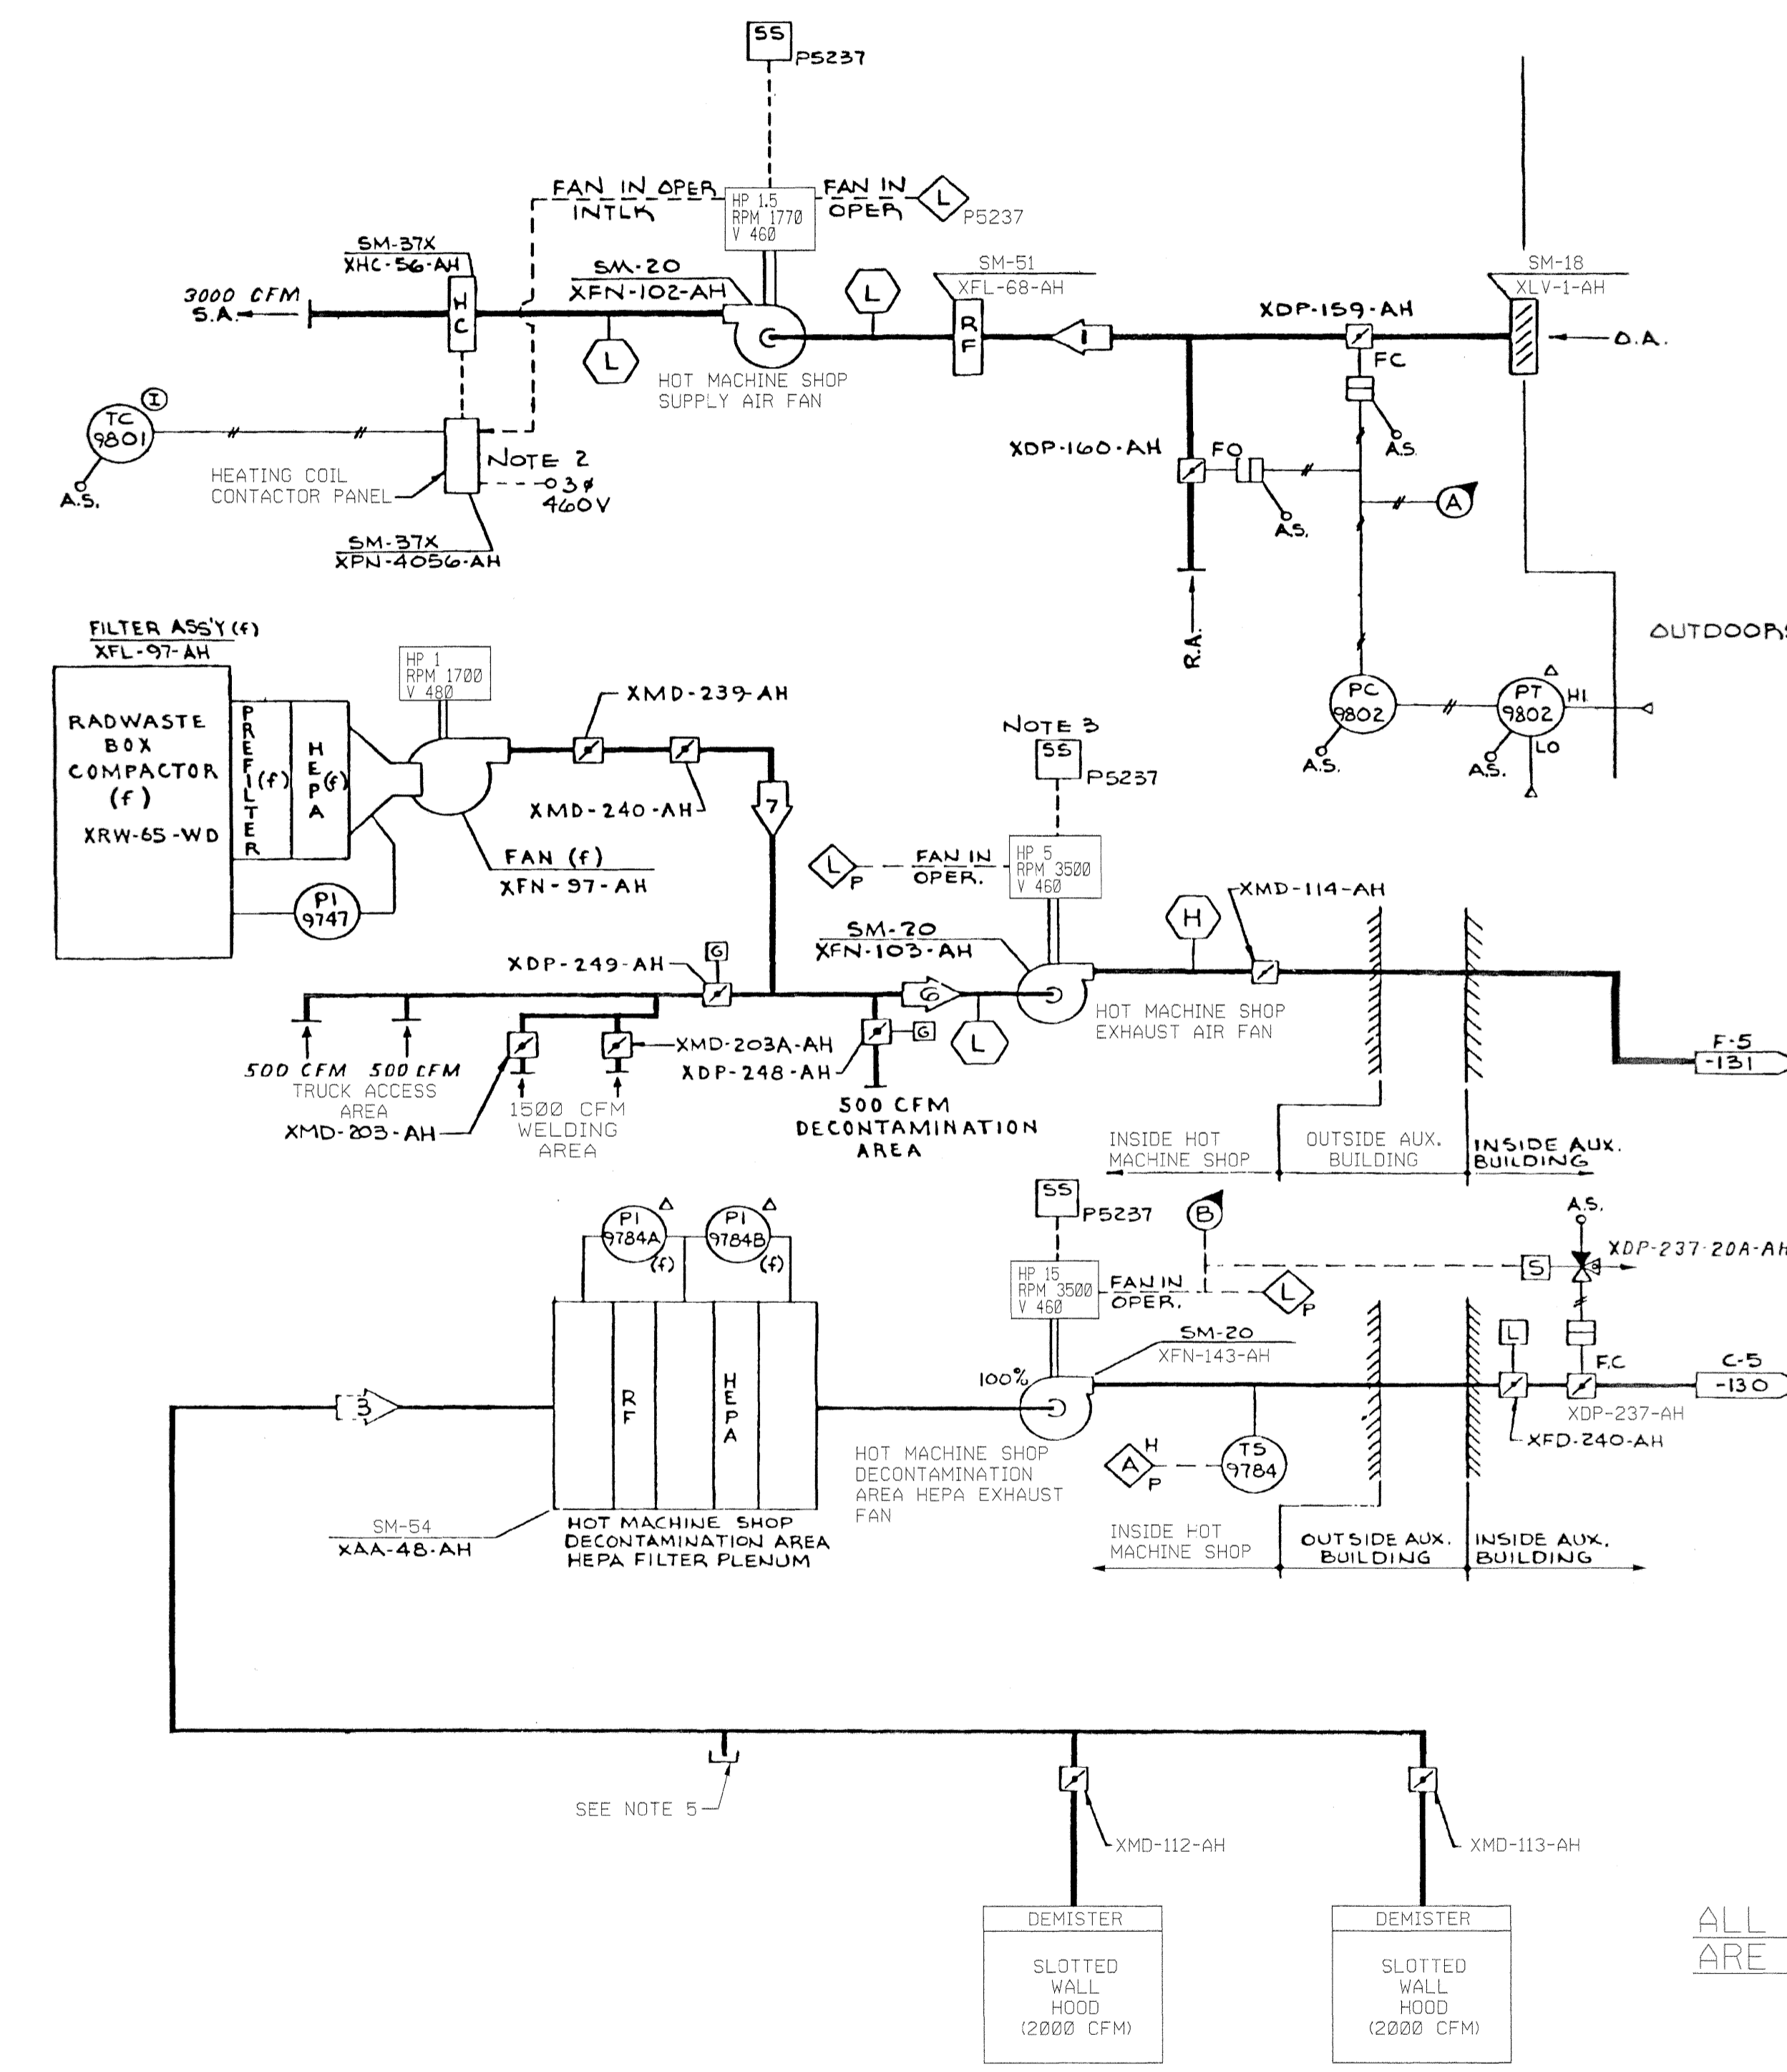 SS
P5237
FAN IN OPER
INTLK
HP 1.5
RPM 1770
V 460
FAN IN
OPER
L
P5237
SM-37X
XHC-56-AH
HC
3000 CFM
S.A.
SM-20
XFN-102-AH
L
L
HOT MACHINE SHOP
SUPPLY AIR FAN
SM-51
XFL-68-AH
RF
1
XDP-159-AH
FC
A.S.
SM-18
XLV-1-AH
O.A.
TC
9801
I
A.S.
HEATING COIL
CONTACTOR PANEL
NOTE 2
3φ
460V
SM-37X
XPN-4056-AH
XDP-160-AH
FO
A.S.
A
R.A.
PC
9802
A.S.
PT
9802
HI
LO
A.S.
OUTDOORS
FILTER ASS'Y (f)
XFL-97-AH
RADWASTE
BOX
COMPACTOR
(f)
XRW-65-WD
PREFILTER
(f)
HEPA
(f)
HP 1
RPM 1700
V 480
XMD-239-AH
XMD-240-AH
7
FAN (f)
XFN-97-AH
PI
9747
NOTE 3
SS
P5237
L
P
FAN IN
OPER.
HP 5
RPM 3500
V 460
SM-20
XFN-103-AH
H
XMD-114-AH
XDP-249-AH
G
6
L
G
HOT MACHINE SHOP
EXHAUST AIR FAN
500 CFM 500 CFM
TRUCK ACCESS
AREA
XMD-203-AH
XMD-203A-AH
XDP-248-AH
1500 CFM
WELDING
AREA
500 CFM
DECONTAMINATION
AREA
F-5
-131
INSIDE HOT
MACHINE SHOP
OUTSIDE AUX.
BUILDING
INSIDE AUX.
BUILDING
PI
9784A
(f)
PI
9784B
(f)
SS
P5237
B
A.S.
XDP-237-20A-AH
S
HP 15
RPM 3500
V 460
FAN IN
OPER.
L
P
SM-20
XFN-143-AH
100%
L
F.C
C-5
-130
XDP-237-AH
XFD-240-AH
3
RF
HEPA
HOT MACHINE SHOP
DECONTAMINATION
AREA HEPA EXHAUST
FAN
A
H
P
TS
9784
SM-54
XAA-48-AH
HOT MACHINE SHOP
DECONTAMINATION AREA
HEPA FILTER PLENUM
INSIDE HOT
MACHINE SHOP
OUTSIDE AUX.
BUILDING
INSIDE AUX.
BUILDING
SEE NOTE 5
XMD-112-AH
XMD-113-AH
DEMISTER
SLOTTED
WALL
HOOD
(2000 CFM)
DEMISTER
SLOTTED
WALL
HOOD
(2000 CFM)
ALL
ARE